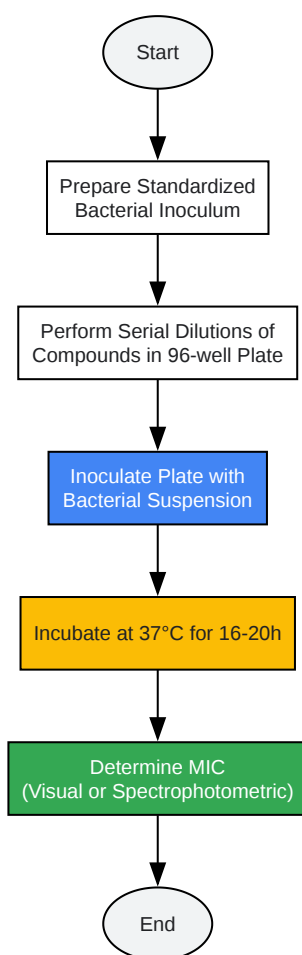 Start
Prepare Standardized
Bacterial Inoculum
Perform Serial Dilutions of
Compounds in 96-well Plate
Inoculate Plate with
Bacterial Suspension
Incubate at 37°C for 16-20h
Determine MIC
(Visual or Spectrophotometric)
End